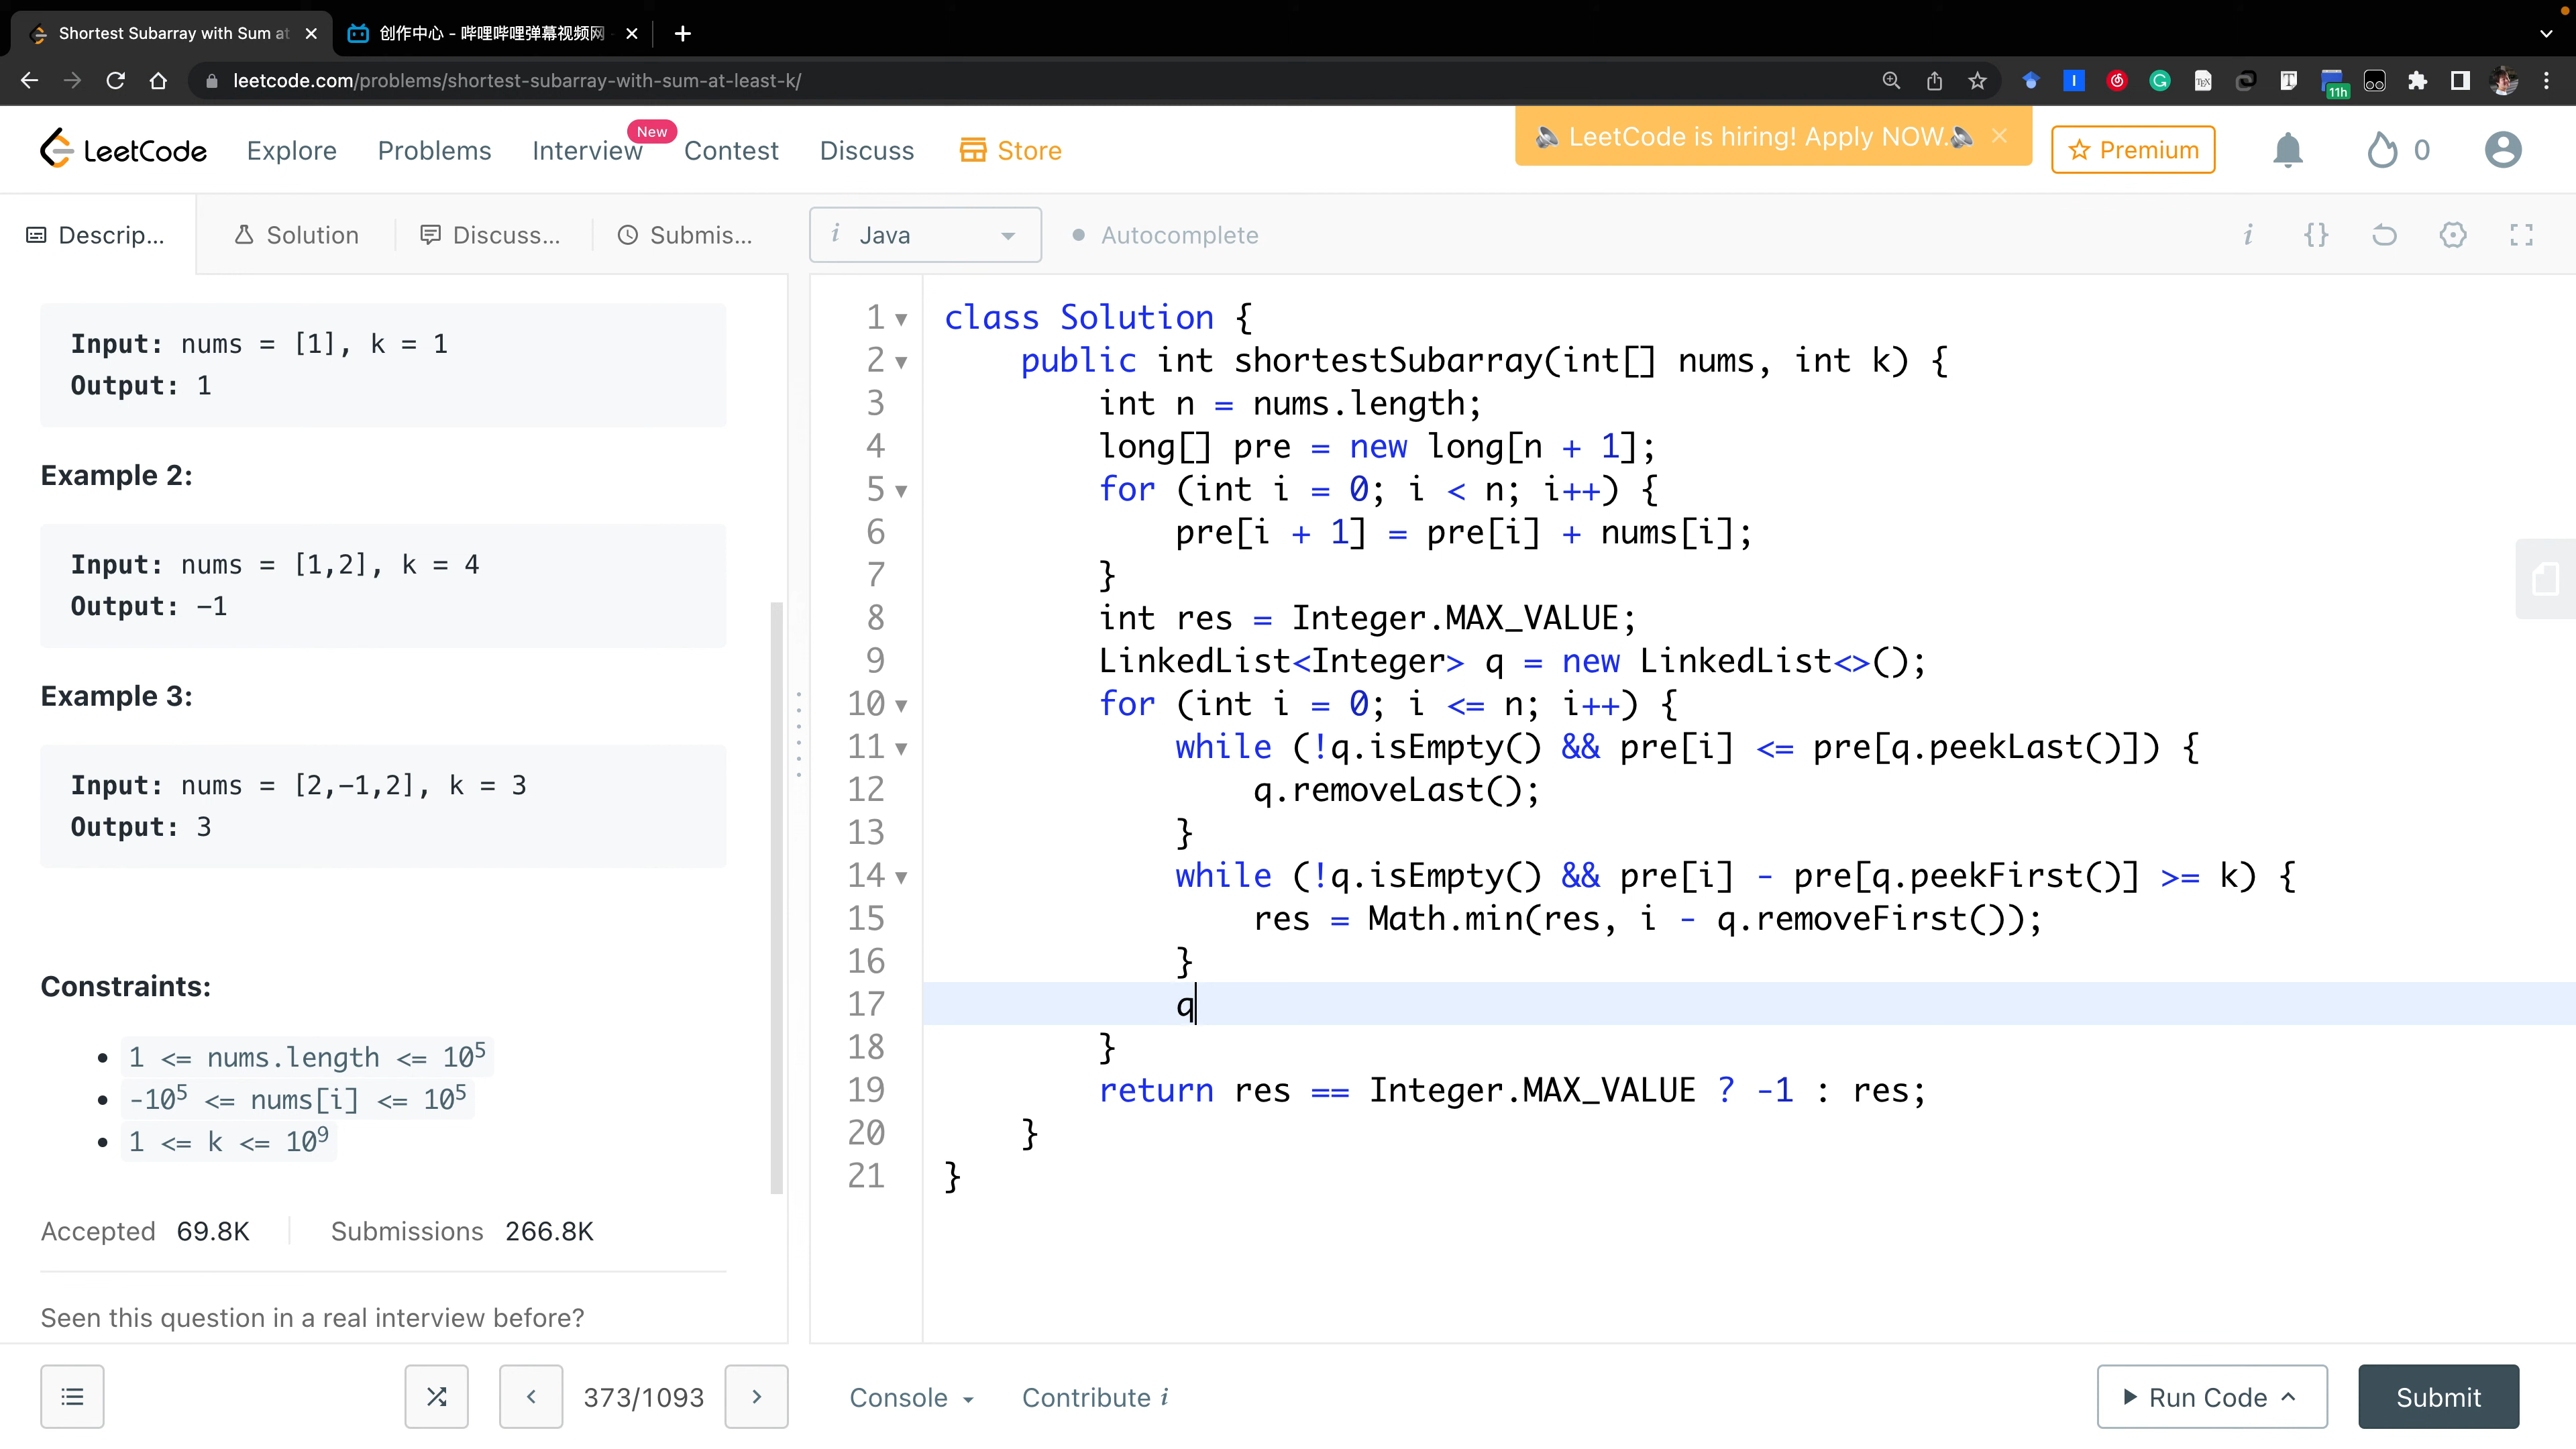 Shortest Subarray with Sum at
创作中心 - 哔哩哔哩弹幕视频网
leetcode.com/problems/shortest-subarray-with-sum-at-least-k/
11h
LeetCode
Explore
Problems
Interview
New
Contest
Discuss
Store
LeetCode is hiring! Apply NOW.
Premium
0
Descrip...
Solution
Discuss...
Submis...
i Java
Autocomplete
Input: nums = [1], k = 1
Output: 1
Example 2:
Input: nums = [1,2], k = 4
Output: -1
Example 3:
Input: nums = [2,-1,2], k = 3
Output: 3
Constraints:
1 <= nums.length <= 10^5
-10^5 <= nums[i] <= 10^5
1 <= k <= 10^9
Accepted 69.8K
Submissions 266.8K
Seen this question in a real interview before?
1 class Solution {
2 public int shortestSubarray(int[] nums, int k) {
3 int n = nums.length;
4 long[] pre = new long[n + 1];
5 for (int i = 0; i < n; i++) {
6 pre[i + 1] = pre[i] + nums[i];
7 }
8 int res = Integer.MAX_VALUE;
9 LinkedList<Integer> q = new LinkedList<>();
10 for (int i = 0; i <= n; i++) {
11 while (!q.isEmpty() && pre[i] <= pre[q.peekLast()]) {
12 q.removeLast();
13 }
14 while (!q.isEmpty() && pre[i] - pre[q.peekFirst()] >= k) {
15 res = Math.min(res, i - q.removeFirst());
16 }
17 q
18 }
19 return res == Integer.MAX_VALUE ? -1 : res;
20 }
21 }
373/1093
Console
Contribute i
Run Code
Submit